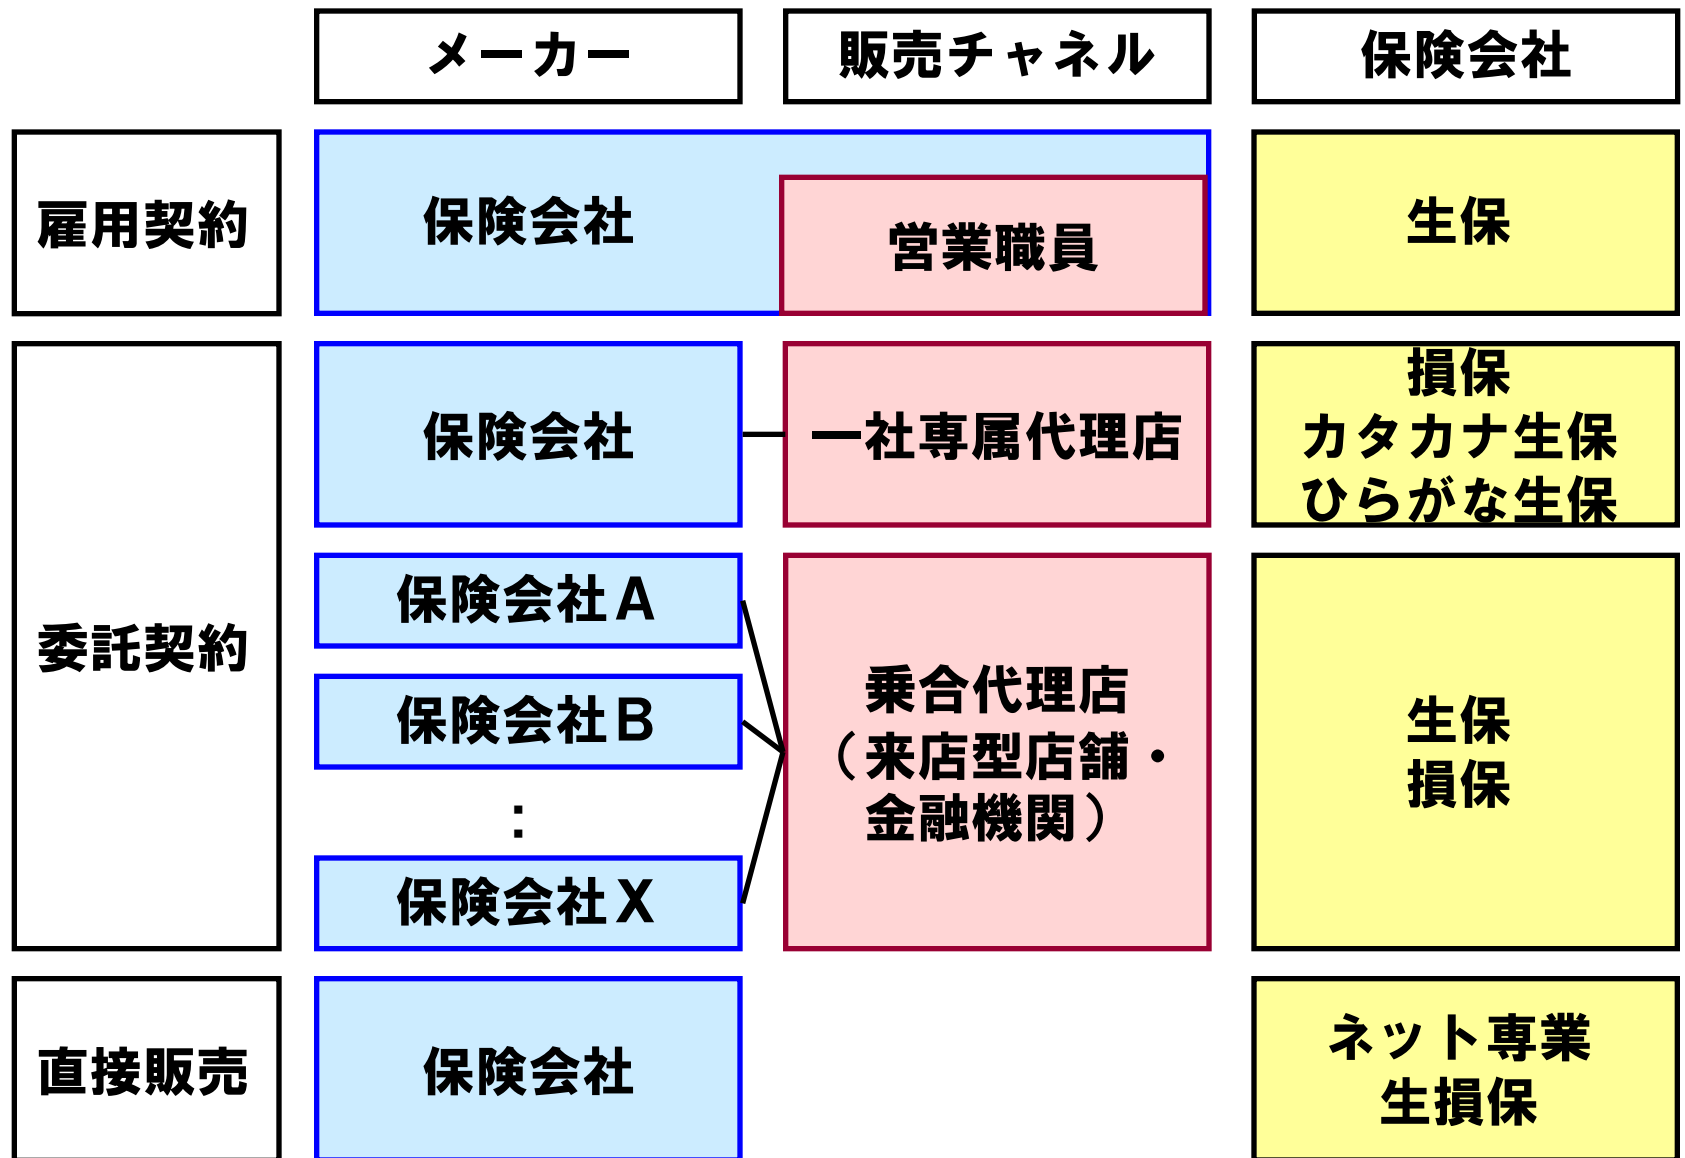 メーカー
販売チャネル
保険会社
雇用契約
保険会社
営業職員
生保
委託契約
保険会社
一社専属代理店
損保
カタカナ生保
ひらがな生保
保険会社A
保険会社B
：
保険会社X
乗合代理店
（来店型店舗・
金融機関）
生保
損保
直接販売
保険会社
ネット専業
生損保